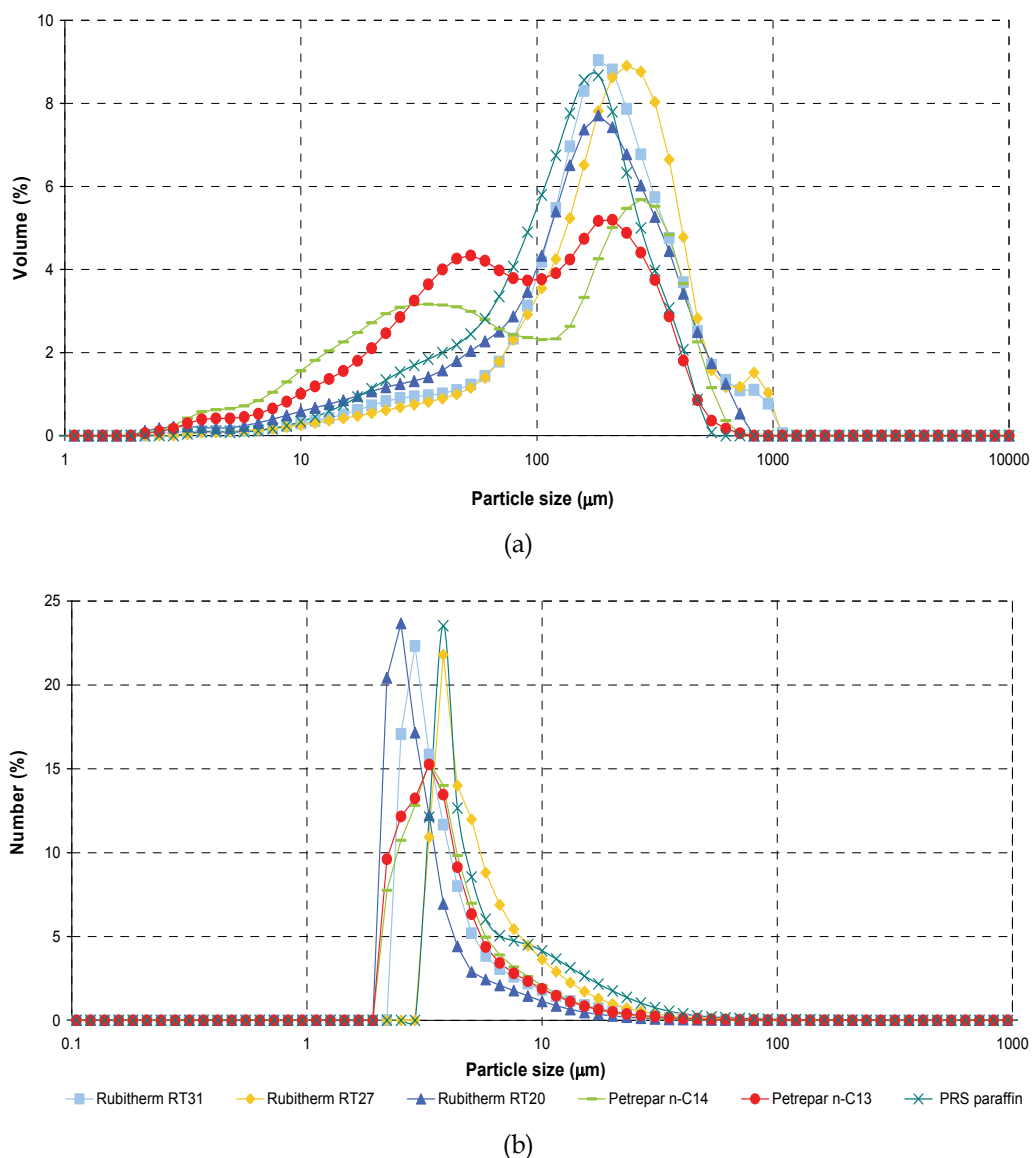 10
8
6
4
2
0
Volume (%)
1 10 100 1000 10000
Particle size (μm)
(a)
25
20
15
10
5
0
Number (%)
0.1 1 10 100 1000
Particle size (μm)
Rubitherm RT31 Rubitherm RT27 Rubitherm RT20 Petrepar n-C14 Petrepar n-C13 PRS paraffin
(b)